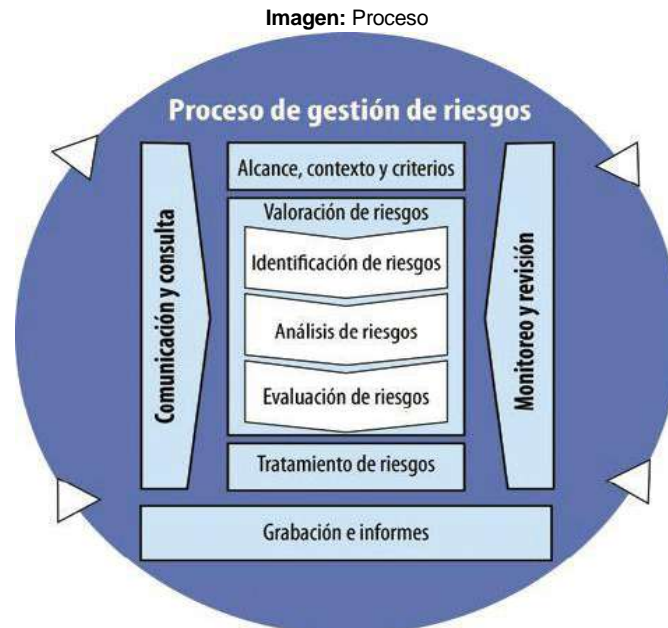 Imagen: Proceso
Proceso de gestión de riesgos
Alcance, contexto y criterios
Valoración de riesgos
Identificación de riesgos
Análisis de riesgos
Evaluación de riesgos
Tratamiento de riesgos
Comunicación y consulta
Monitoreo y revisión
Grabación e informes